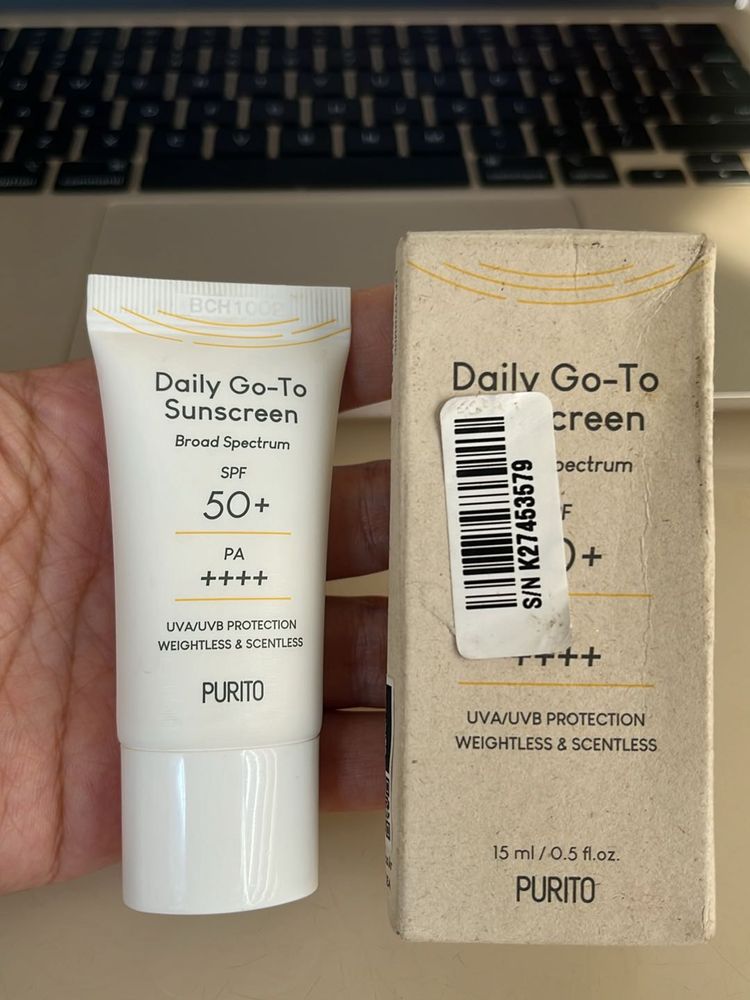 BCH1002
Daily Go-To
Sunscreen
Broad Spectrum
SPF
50+
PA
++++
UVA/UVB PROTECTION
WEIGHTLESS & SCENTLESS
PURITO
Daily Go-To
creen
pectrum
F
0+
++++
S/N K27453579
UVA/UVB PROTECTION
WEIGHTLESS & SCENTLESS
15 ml / 0.5 fl.oz.
PURITO